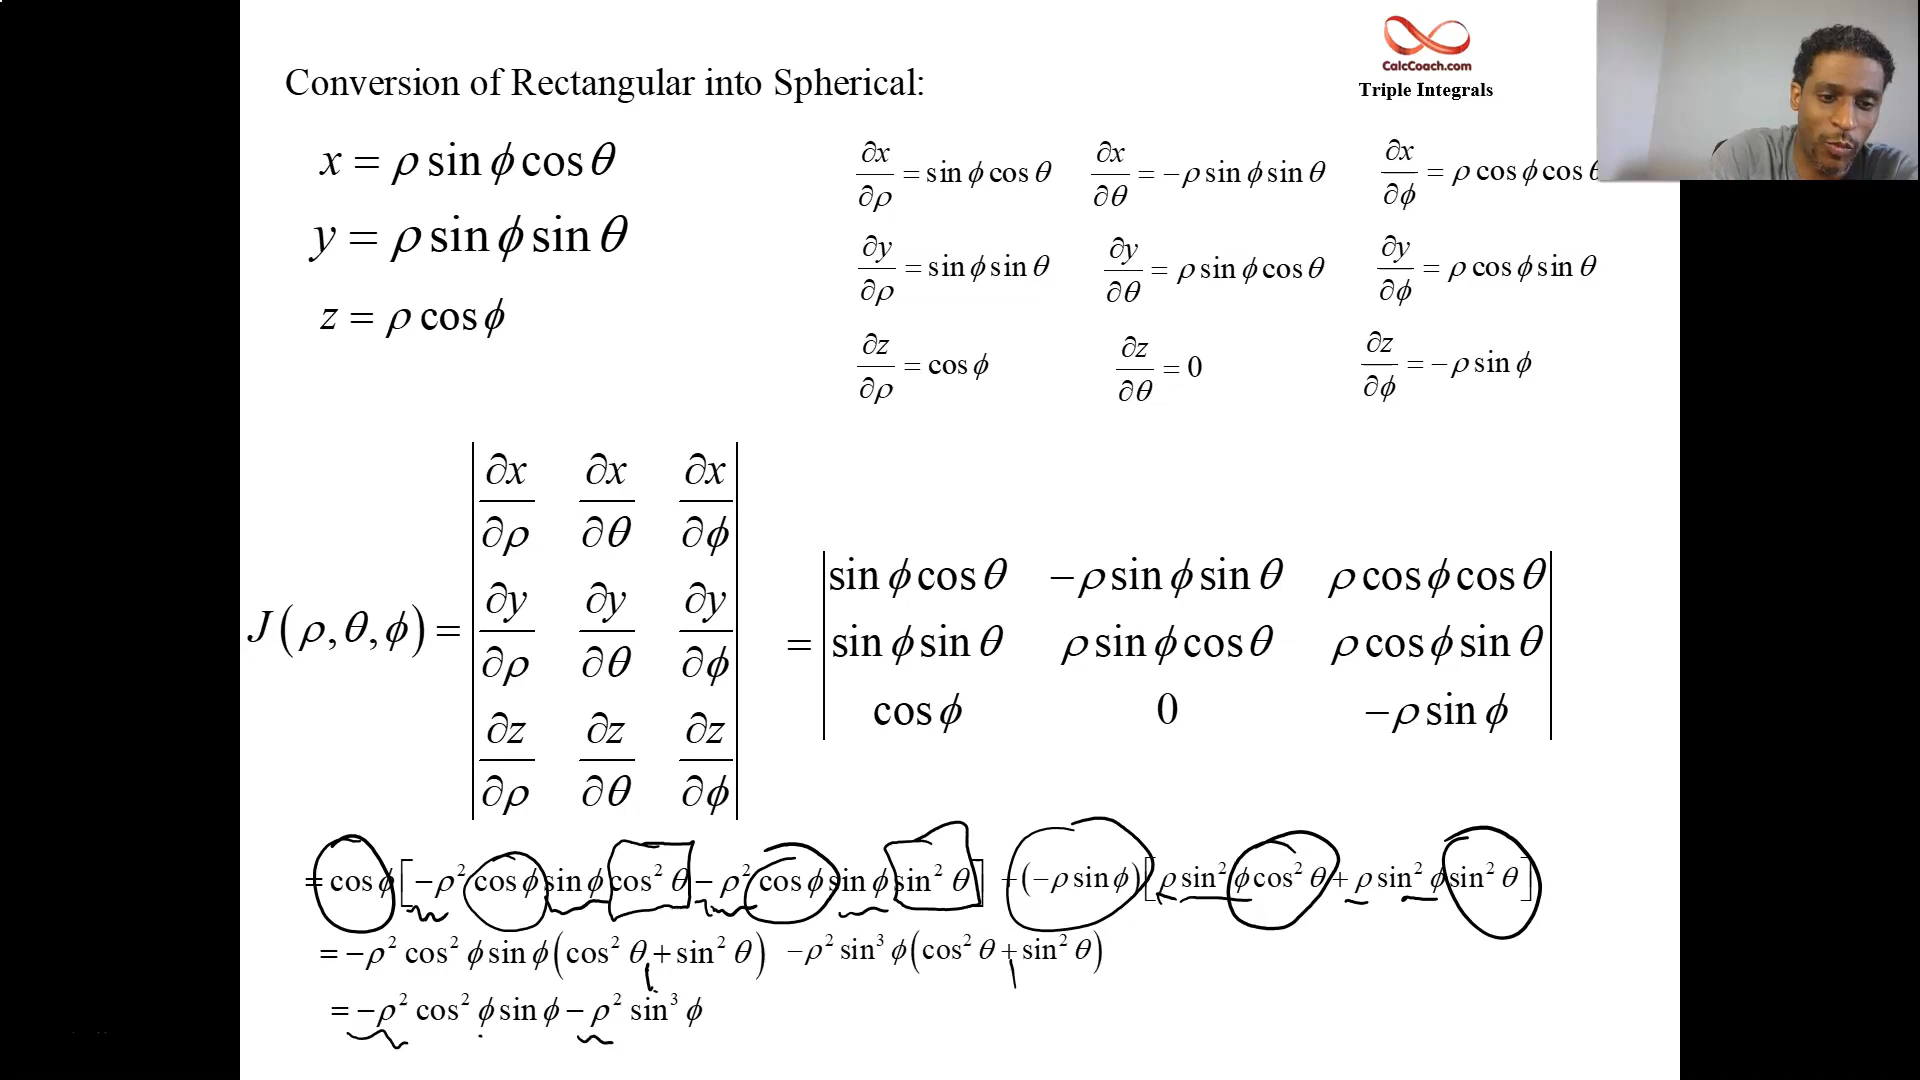 CalcCoach.com
Triple Integrals
Conversion of Rectangular into Spherical:
x = ρ sin ϕ cos θ
y = ρ sin ϕ sin θ
z = ρ cos ϕ
∂x/∂ρ = sin ϕ cos θ   ∂x/∂θ = −ρ sin ϕ sin θ   ∂x/∂ϕ = ρ cos ϕ cos θ
∂y/∂ρ = sin ϕ sin θ   ∂y/∂θ = ρ sin ϕ cos θ   ∂y/∂ϕ = ρ cos ϕ sin θ
∂z/∂ρ = cos ϕ   ∂z/∂θ = 0   ∂z/∂ϕ = −ρ sin ϕ
J(ρ, θ, ϕ) = | ∂x/∂ρ ∂x/∂θ ∂x/∂ϕ |
| ∂y/∂ρ ∂y/∂θ ∂y/∂ϕ |
| ∂z/∂ρ ∂z/∂θ ∂z/∂ϕ |
= | sin ϕ cos θ   −ρ sin ϕ sin θ   ρ cos ϕ cos θ |
| sin ϕ sin θ   ρ sin ϕ cos θ   ρ cos ϕ sin θ |
| cos ϕ   0   −ρ sin ϕ |
= cos ϕ [−ρ² cos ϕ sin ϕ cos² θ − ρ² cos ϕ sin ϕ sin² θ] + (−ρ sin ϕ)[ρ sin² ϕ cos² θ + ρ sin² ϕ sin² θ]
= −ρ² cos² ϕ sin ϕ (cos² θ + sin² θ) −ρ² sin³ ϕ (cos² θ + sin² θ)
= −ρ² cos² ϕ sin ϕ − ρ² sin³ ϕ